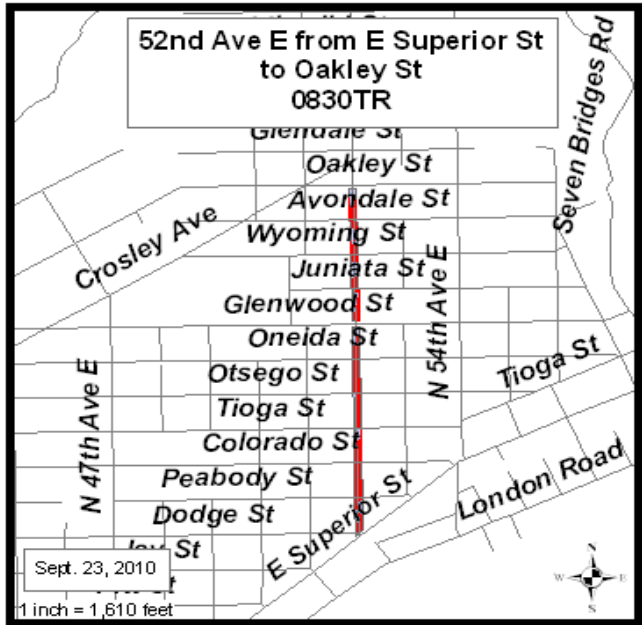 52nd Ave E from E Superior St
to Oakley St
0830TR
Glendale St
Seven Bridges Rd
Oakley St
Avondale St
Crosley Ave
Wyoming St
Juniata St
Glenwood St
N 54th Ave E
Oneida St
Otsego St
Tioga St
Tioga St
N 47th Ave E
Colorado St
Peabody St
London Road
Dodge St
E Superior St
Jay St
Sept. 23, 2010
1 inch = 1,610 feet
N
W E
S